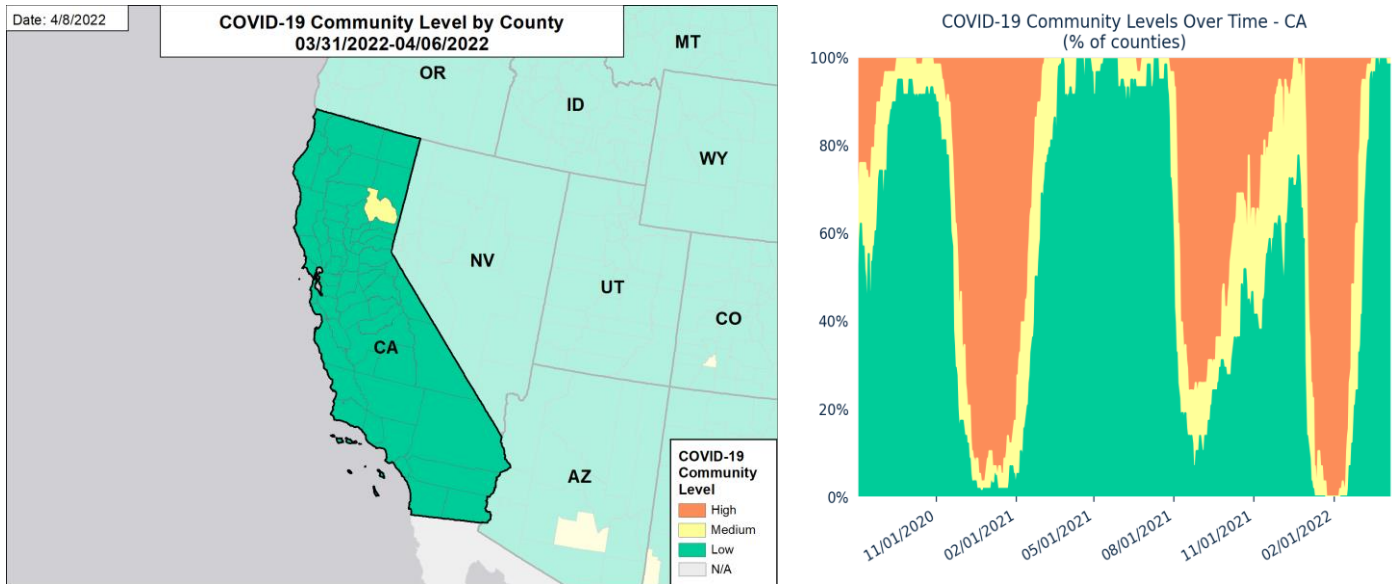 Date: 4/8/2022
COVID-19 Community Level by County
03/31/2022-04/06/2022
MT
OR
ID
WY
NV
UT
CO
CA
AZ
COVID-19
Community
Level
High
Medium
Low
N/A
COVID-19 Community Levels Over Time - CA
(% of counties)
100%
80%
60%
40%
20%
0%
11/01/2020
02/01/2021
05/01/2021
08/01/2021
11/01/2021
02/01/2022